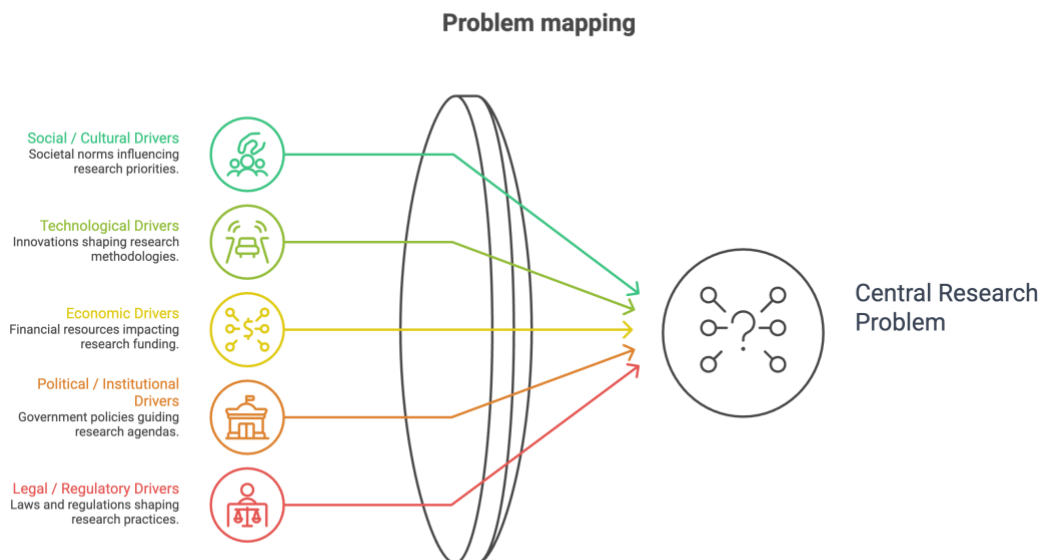 Problem mapping
Social / Cultural Drivers
Societal norms influencing
research priorities.
Technological Drivers
Innovations shaping research
methodologies.
Economic Drivers
Financial resources impacting
research funding.
Political / Institutional
Drivers
Government policies guiding
research agendas.
Legal / Regulatory Drivers
Laws and regulations shaping
research practices.
Central Research
Problem